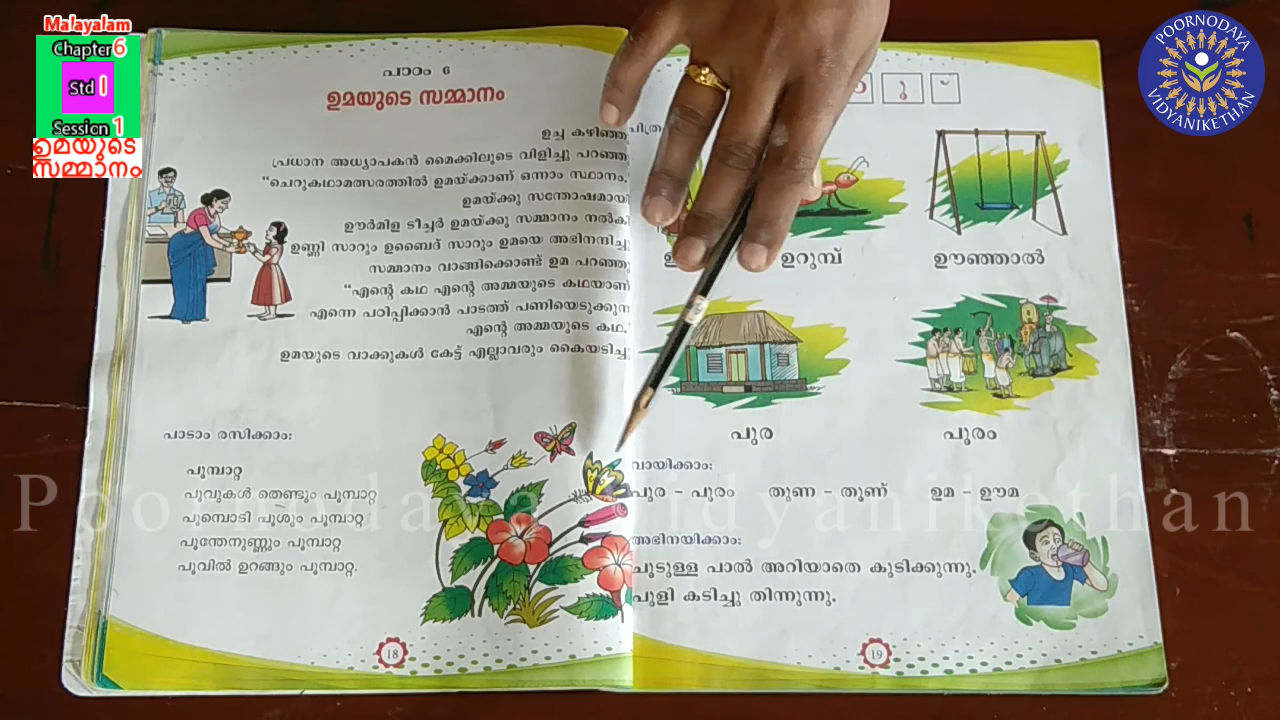 Malayalam
Chapter 6
Std I
Session 1
ഉമയുടെ
സമ്മാനം
POORNODAYA
VIDYANIKETHAN
പാഠം 6
ഉമയുടെ സമ്മാനം
ഉച്ച കഴിഞ്ഞു
പ്രധാന അധ്യാപകൻ മൈക്കിലൂടെ വിളിച്ചു പറഞ്ഞു
“ചെറുകഥാമത്സരത്തിൽ ഉമയ്ക്കാണ് ഒന്നാം സ്ഥാനം.
ഉമയ്ക്കു സന്തോഷമായി
ഊർമിള ടീച്ചർ ഉമയ്ക്കു സമ്മാനം നൽകി
ഉണ്ണി സാറും ഉബൈദ് സാറും ഉമയെ അഭിനന്ദിച്ചു
സമ്മാനം വാങ്ങിക്കൊണ്ട് ഉമ പറഞ്ഞു
“എന്റെ കഥ എന്റെ അമ്മയുടെ കഥയാണ്
എന്നെ പഠിപ്പിക്കാൻ പാടത്ത് പണിയെടുക്കുന്ന
എന്റെ അമ്മയുടെ കഥ.
ഉമയുടെ വാക്കുകൾ കേട്ട് എല്ലാവരും കൈയടിച്ചു
പാടാം രസിക്കാം:
പൂമ്പാറ്റ
പൂവുകൾ തെണ്ടും പൂമ്പാറ്റ
പൂമ്പൊടി പൂശും പൂമ്പാറ്റ
പൂന്തേനുണ്ണും പൂമ്പാറ്റ
പൂവിൽ ഉറങ്ങും പൂമ്പാറ്റ.
18
ചിത്ര
ഉറുമ്പ് ഊഞ്ഞാൽ
പുര പൂരം
വായിക്കാം:
പുര – പൂരം തുണ – തൂണ് ഉമ – ഊമ
അഭിനയിക്കാം:
ചൂടുള്ള പാൽ അറിയാതെ കുടിക്കുന്നു.
പുളി കടിച്ചു തിന്നുന്നു.
19
Poornodaya Vidyanikethan